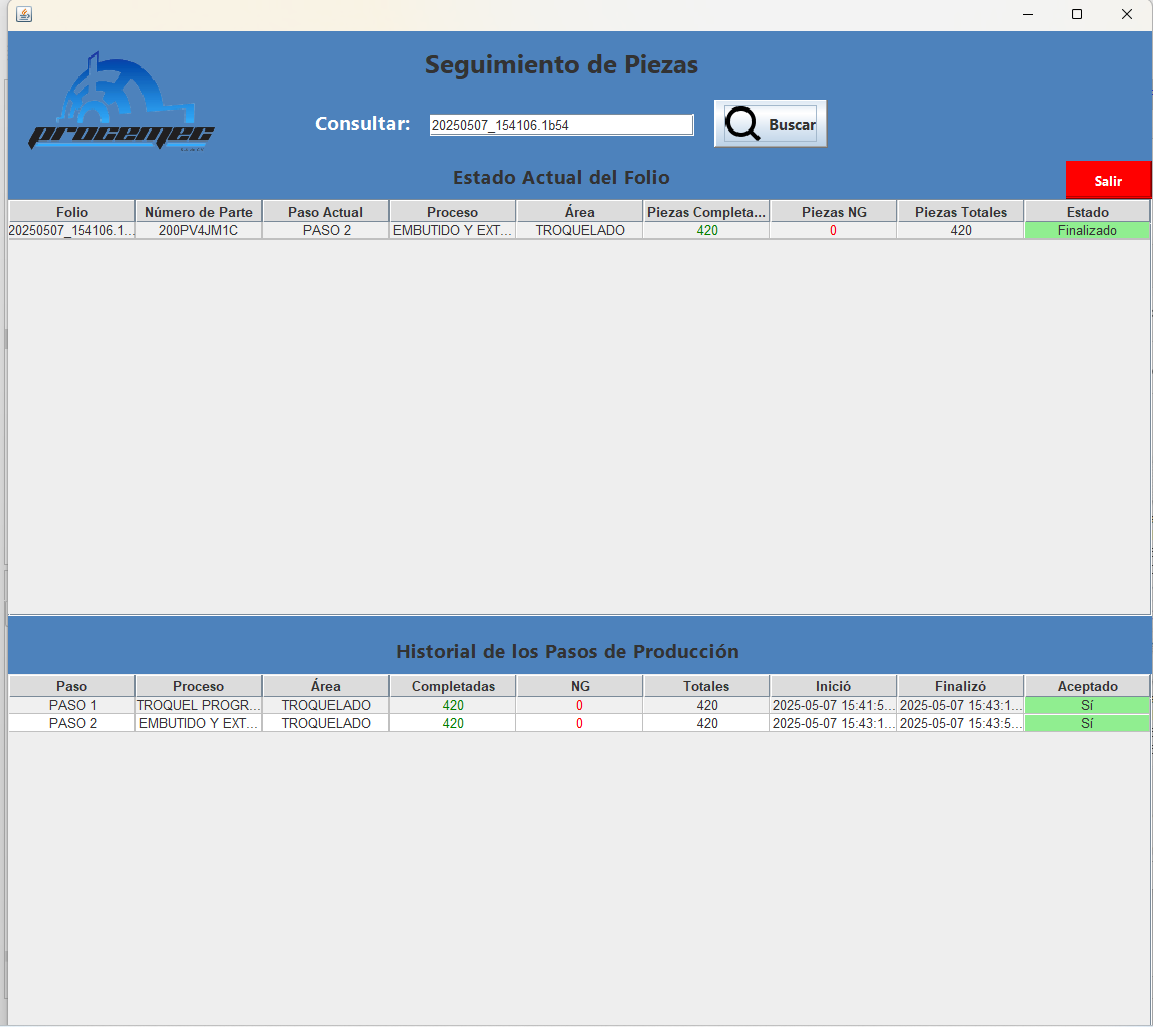 procemec
Seguimiento de Piezas
Consultar: 20250507_154106.1b54 Buscar
Estado Actual del Folio
Salir
Folio Número de Parte Paso Actual Proceso Área Piezas Completa... Piezas NG Piezas Totales Estado
20250507_154106.1... 200PV4JM1C PASO 2 EMBUTIDO Y EXT... TROQUELADO 420 0 420 Finalizado
Historial de los Pasos de Producción
Paso Proceso Área Completadas NG Totales Inició Finalizó Aceptado
PASO 1 TROQUEL PROGR... TROQUELADO 420 0 420 2025-05-07 15:41:5... 2025-05-07 15:43:1... Sí
PASO 2 EMBUTIDO Y EXT... TROQUELADO 420 0 420 2025-05-07 15:43:1... 2025-05-07 15:43:5... Sí